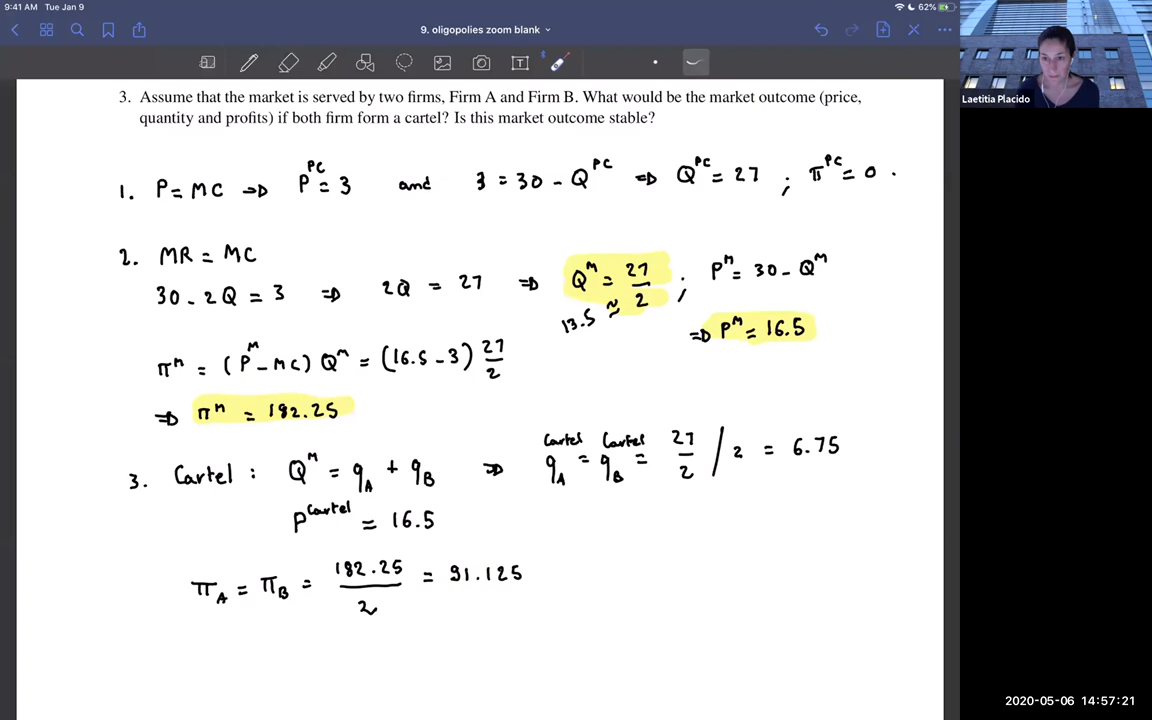 9:41 AM Tue Jan 9
62%
9. oligopolies zoom blank
3. Assume that the market is served by two firms, Firm A and Firm B. What would be the market outcome (price,
quantity and profits) if both firm form a cartel? Is this market outcome stable?
1. P = MC ⇒ P^PC = 3 and 3 = 30 - Q^PC ⇒ Q^PC = 27 ; π^PC = 0 .
2. MR = MC
30 - 2Q = 3 ⇒ 2Q = 27 ⇒ Q^M = 27/2 ≈ 13.5 ; P^M = 30 - Q^M
⇒ P^M = 16.5
π^M = (P^M - MC) Q^M = (16.5 - 3) 27/2
⇒ π^M = 182.25
3. Cartel : Q^M = q_A + q_B ⇒ q_A^Cartel = q_B^Cartel = 27/2 / 2 = 6.75
P^Cartel = 16.5
π_A = π_B = 182.25/2 = 91.125
Laetitia Placido
2020-05-06 14:57:21